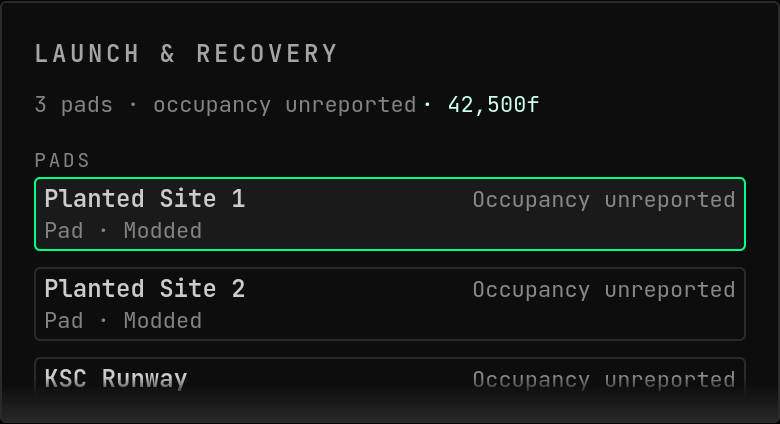 LAUNCH & RECOVERY
3 pads · occupancy unreported · 42,500f
PADS
Planted Site 1 Occupancy unreported
Pad · Modded
Planted Site 2 Occupancy unreported
Pad · Modded
KSC Runway Occupancy unreported